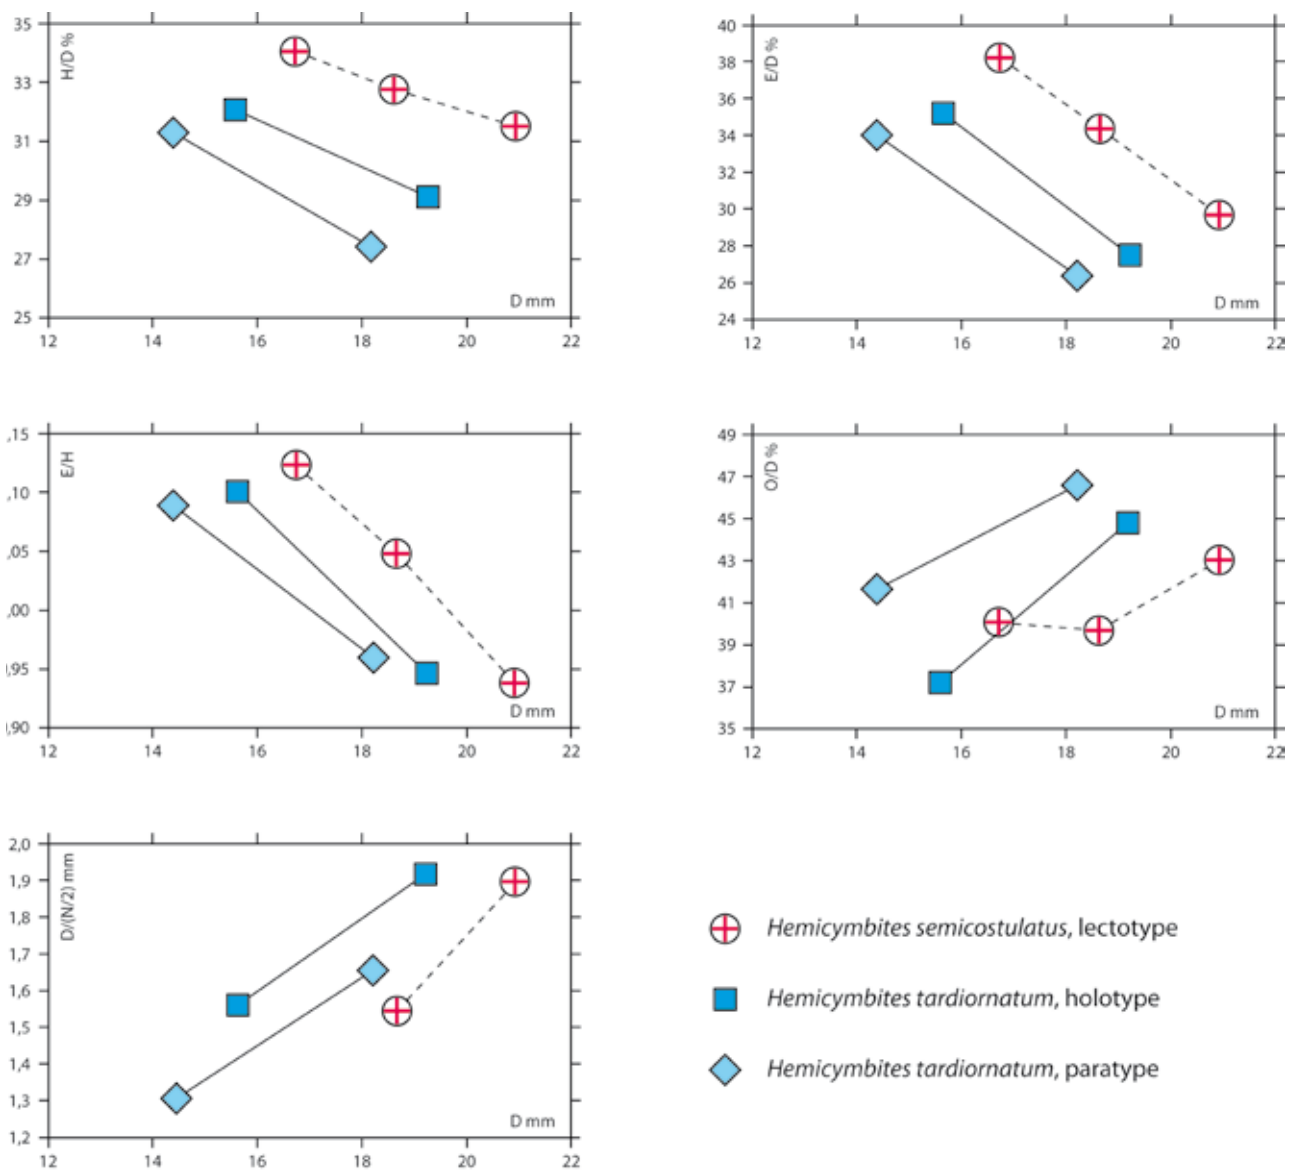 35
33
31
29
27
25
H/D %
D mm
12 14 16 18 20 22
40
38
36
34
32
30
28
26
24
E/D %
D mm
12 14 16 18 20 22
,15
,10
,05
,00
,95
,90
E/H
D mm
12 14 16 18 20 22
49
47
45
43
41
39
37
35
O/D %
D mm
12 14 16 18 20 22
2,0
1,9
1,8
1,7
1,6
1,5
1,4
1,3
1,2
D/(N/2) mm
D mm
12 14 16 18 20 22
Hemicymbites semicostulatus, lectotype
Hemicymbites tardiornatum, holotype
Hemicymbites tardiornatum, paratype